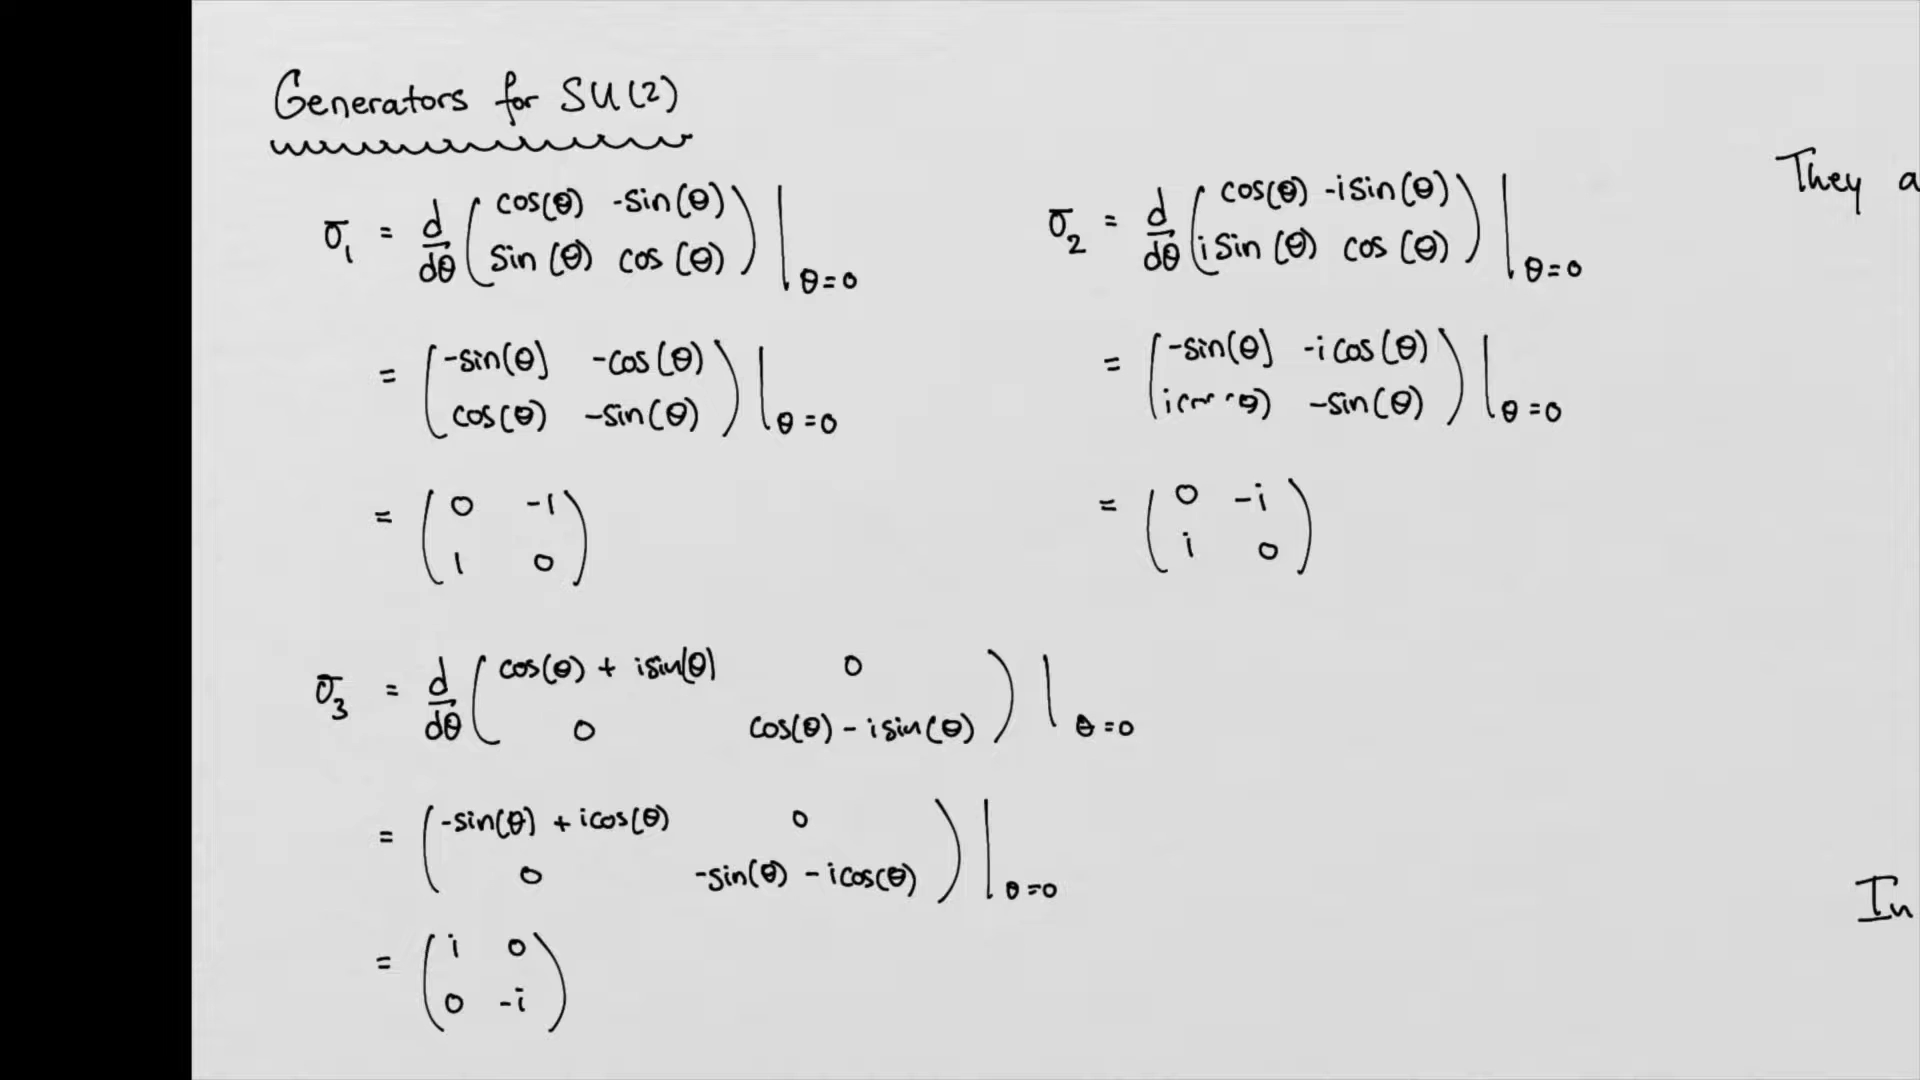 Generators for SU(2)
σ₁ = d/dθ ( cos(θ) -sin(θ) ; sin(θ) cos(θ) ) |θ=0
= ( -sin(θ) -cos(θ) ; cos(θ) -sin(θ) ) |θ=0
= ( 0 -1 ; 1 0 )
σ₂ = d/dθ ( cos(θ) -isin(θ) ; isin(θ) cos(θ) ) |θ=0
= ( -sin(θ) -icos(θ) ; -sin(θ) ) |θ=0
= ( 0 -i ; i 0 )
σ₃ = d/dθ ( cos(θ) + isin(θ) 0 ; 0 cos(θ) - isin(θ) ) |θ=0
= ( -sin(θ) + icos(θ) 0 ; 0 -sin(θ) - icos(θ) ) |θ=0
= ( i 0 ; 0 -i )
They a
In